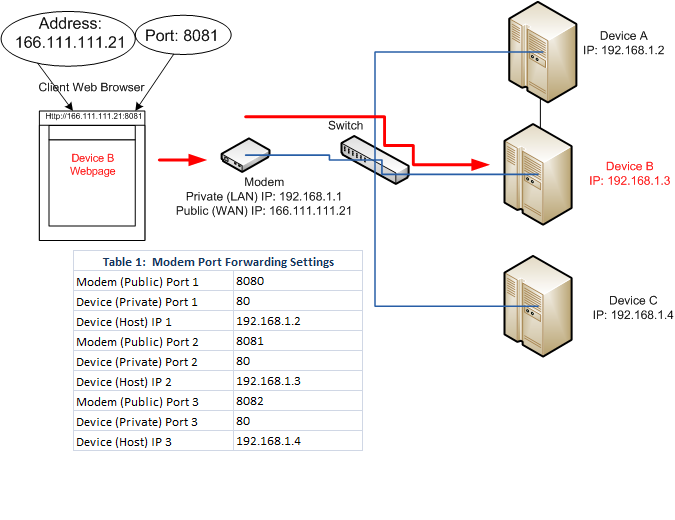 Address:
166.111.111.21
Port: 8081
Client Web Browser
Http://166.111.111.21:8081
Device B
Webpage
Modem
Private (LAN) IP: 192.168.1.1
Public (WAN) IP: 166.111.111.21
Switch
Device A
IP: 192.168.1.2
Device B
IP: 192.168.1.3
Device C
IP: 192.168.1.4
Table 1: Modem Port Forwarding Settings
Modem (Public) Port 1 8080
Device (Private) Port 1 80
Device (Host) IP 1 192.168.1.2
Modem (Public) Port 2 8081
Device (Private) Port 2 80
Device (Host) IP 2 192.168.1.3
Modem (Public) Port 3 8082
Device (Private) Port 3 80
Device (Host) IP 3 192.168.1.4